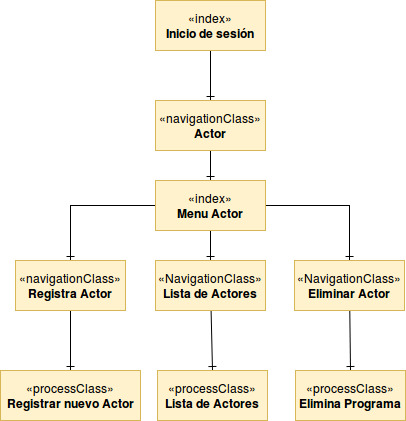 «index»
Inicio de sesión
«navigationClass»
Actor
«index»
Menu Actor
«navigationClass»
Registra Actor
«NavigationClass»
Lista de Actores
«NavigationClass»
Eliminar Actor
«processClass»
Registrar nuevo Actor
«processClass»
Lista de Actores
«processClass»
Elimina Programa